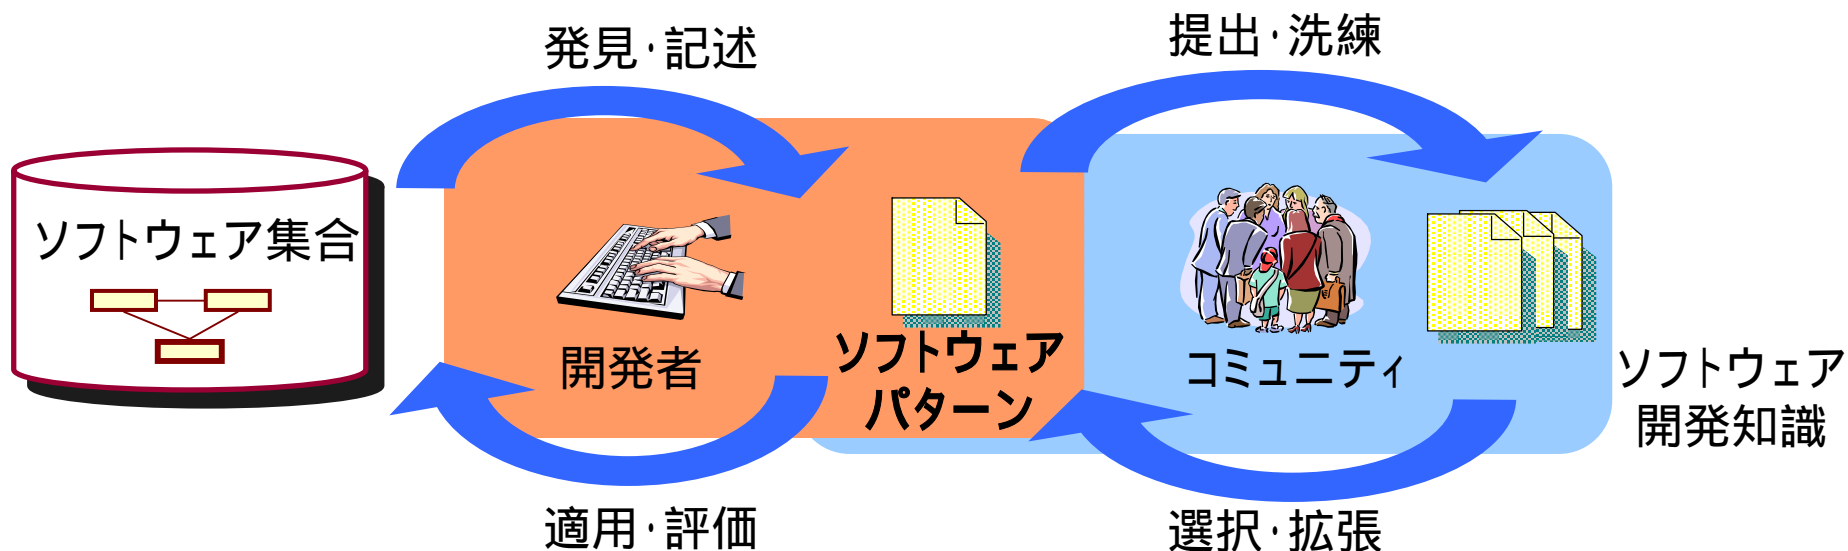 発見・記述
提出・洗練
ソフトウェア集合
開発者
ソフトウェア
パターン
コミュニティ
ソフトウェア
開発知識
適用・評価
選択・拡張